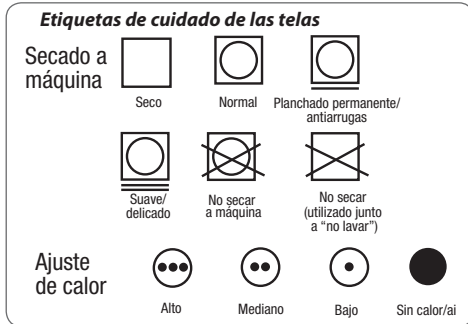 Etiquetas de cuidado de las telas
Secado a
máquina
Seco
Normal
Planchado permanente/
antiarrugas
Suave/
delicado
No secar
a máquina
No secar
(utilizado junto
a “no lavar”)
Ajuste
de calor
Alto
Mediano
Bajo
Sin calor/ai